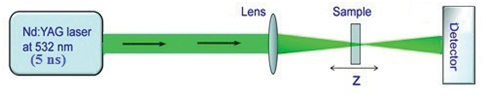 Nd:YAG laser
at 532 nm
(5 ns)
Lens
Sample
Z
Detector